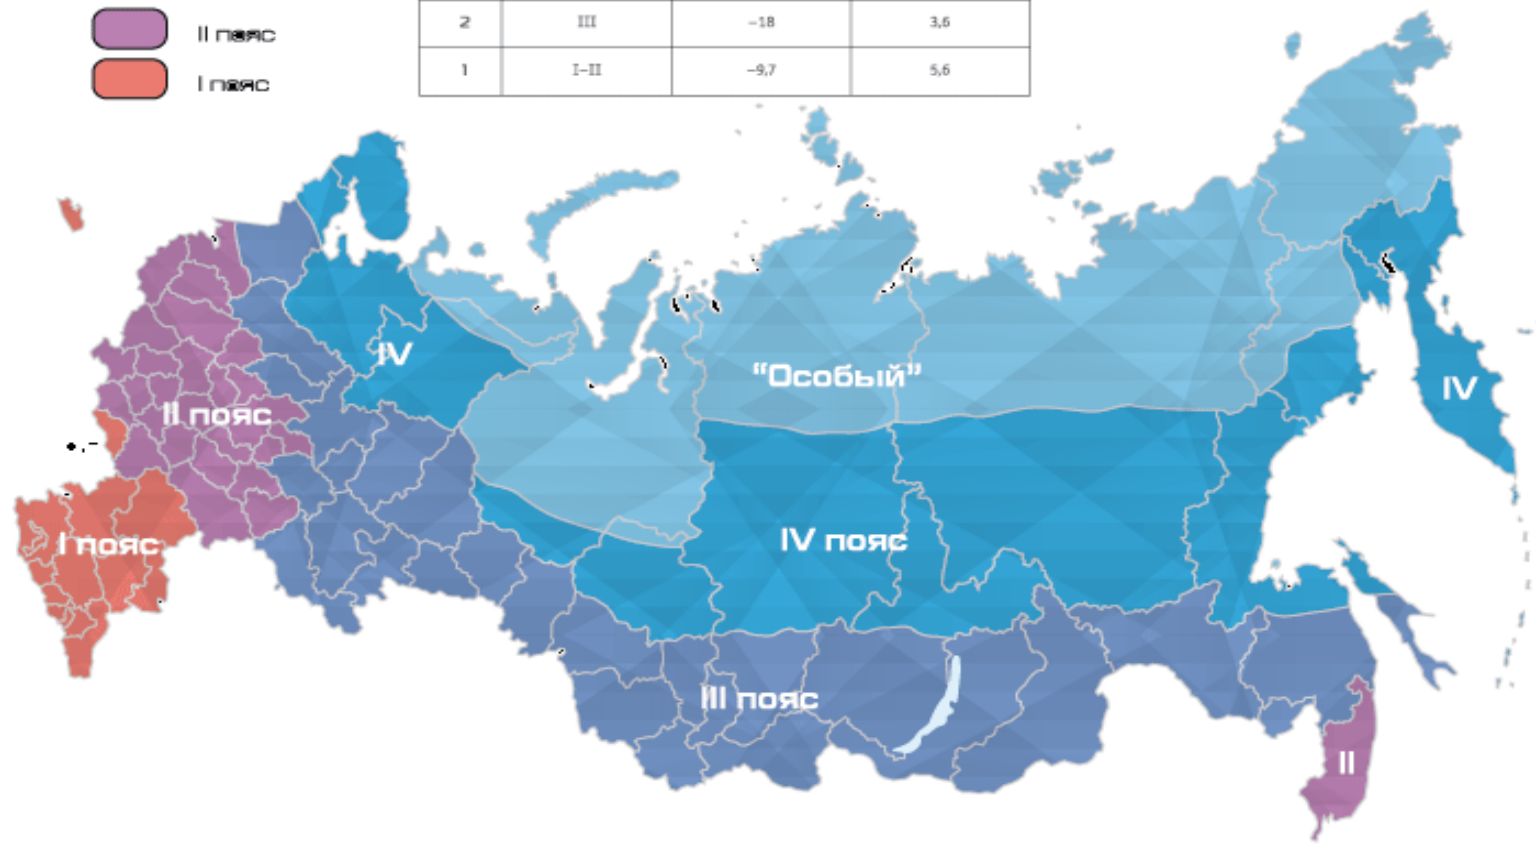 II пояс
I пояс
2 III −18 3,6
1 I−II −9,7 5,6
IV
"Особый"
IV
II пояс
IV пояс
I пояс
III пояс
II